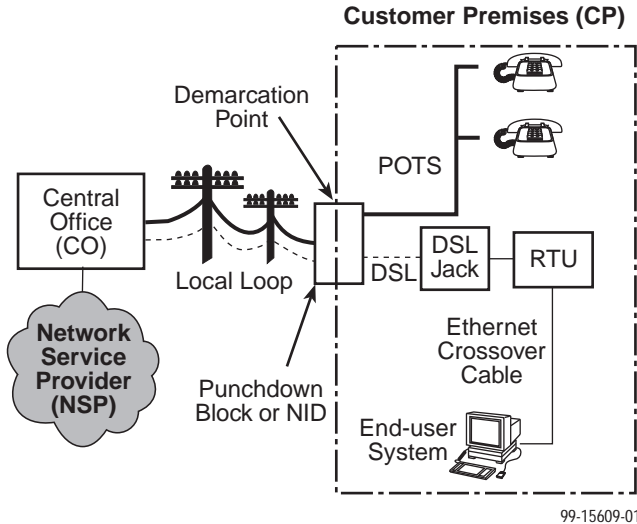 Customer Premises (CP)
Demarcation
Point
POTS
Central
Office
(CO)
Local Loop
DSL
DSL
Jack
RTU
Network
Service
Provider
(NSP)
Ethernet
Crossover
Cable
Punchdown
Block or NID
End-user
System
99-15609-01